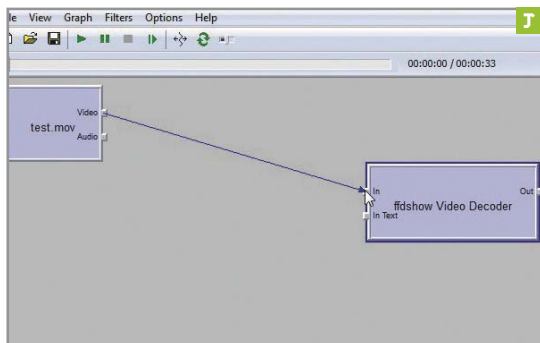 le View Graph Filters Options Help
J
00:00:00 / 00:00:33
Video
test.mov
Audio
In
Out
ffdshow Video Decoder
In Text